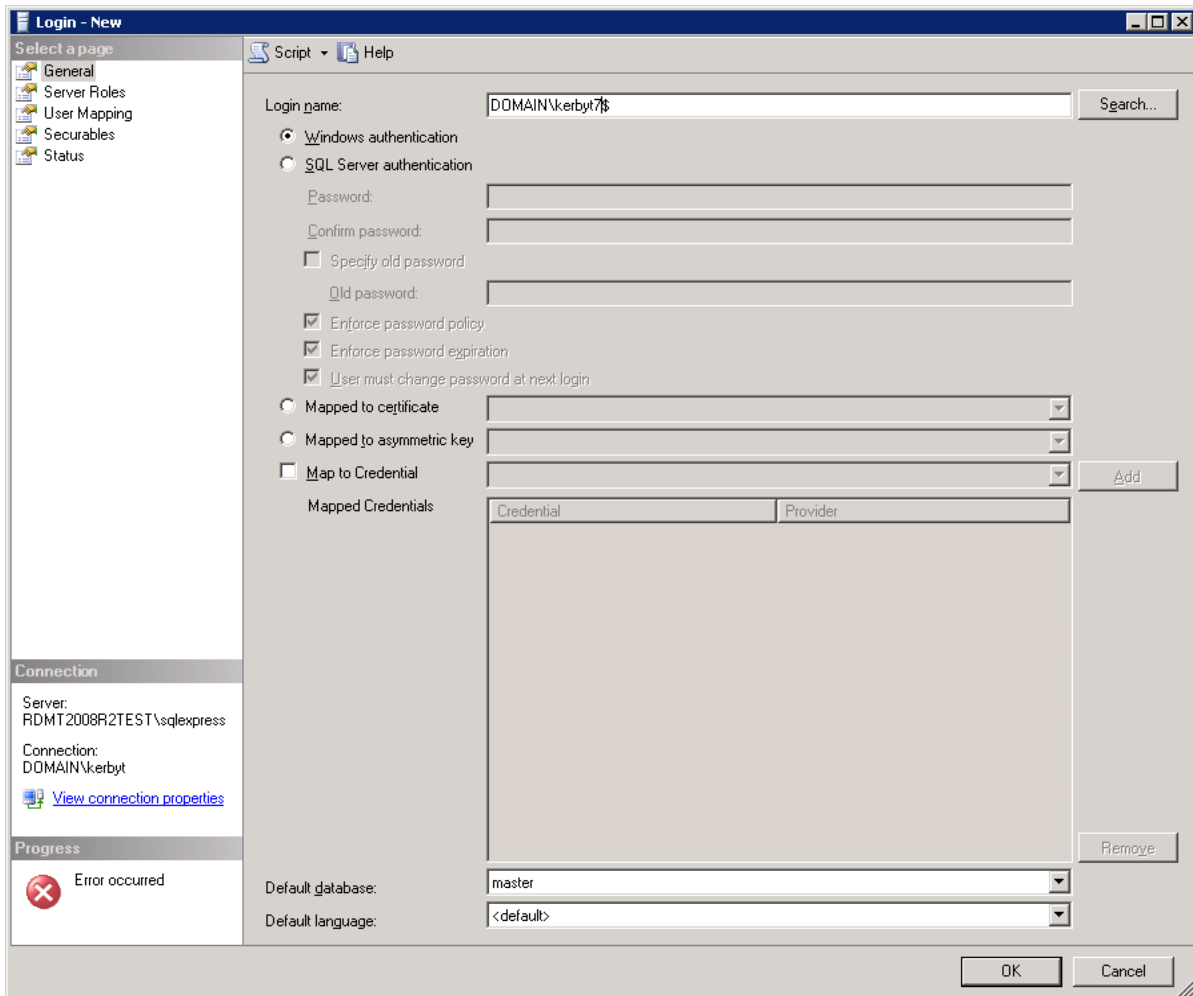 Login - New
Select a page
General
Server Roles
User Mapping
Securables
Status
Script Help
Login name: DOMAIN\kerbyt7$ Search...
Windows authentication
SQL Server authentication
Password:
Confirm password:
Specify old password
Old password:
Enforce password policy
Enforce password expiration
User must change password at next login
Mapped to certificate
Mapped to asymmetric key
Map to Credential Add
Mapped Credentials Credential Provider
Remove
Default database: master
Default language: <default>
Connection
Server:
RDMT2008R2TEST\sqlexpress
Connection:
DOMAIN\kerbyt
View connection properties
Progress
Error occurred
OK Cancel